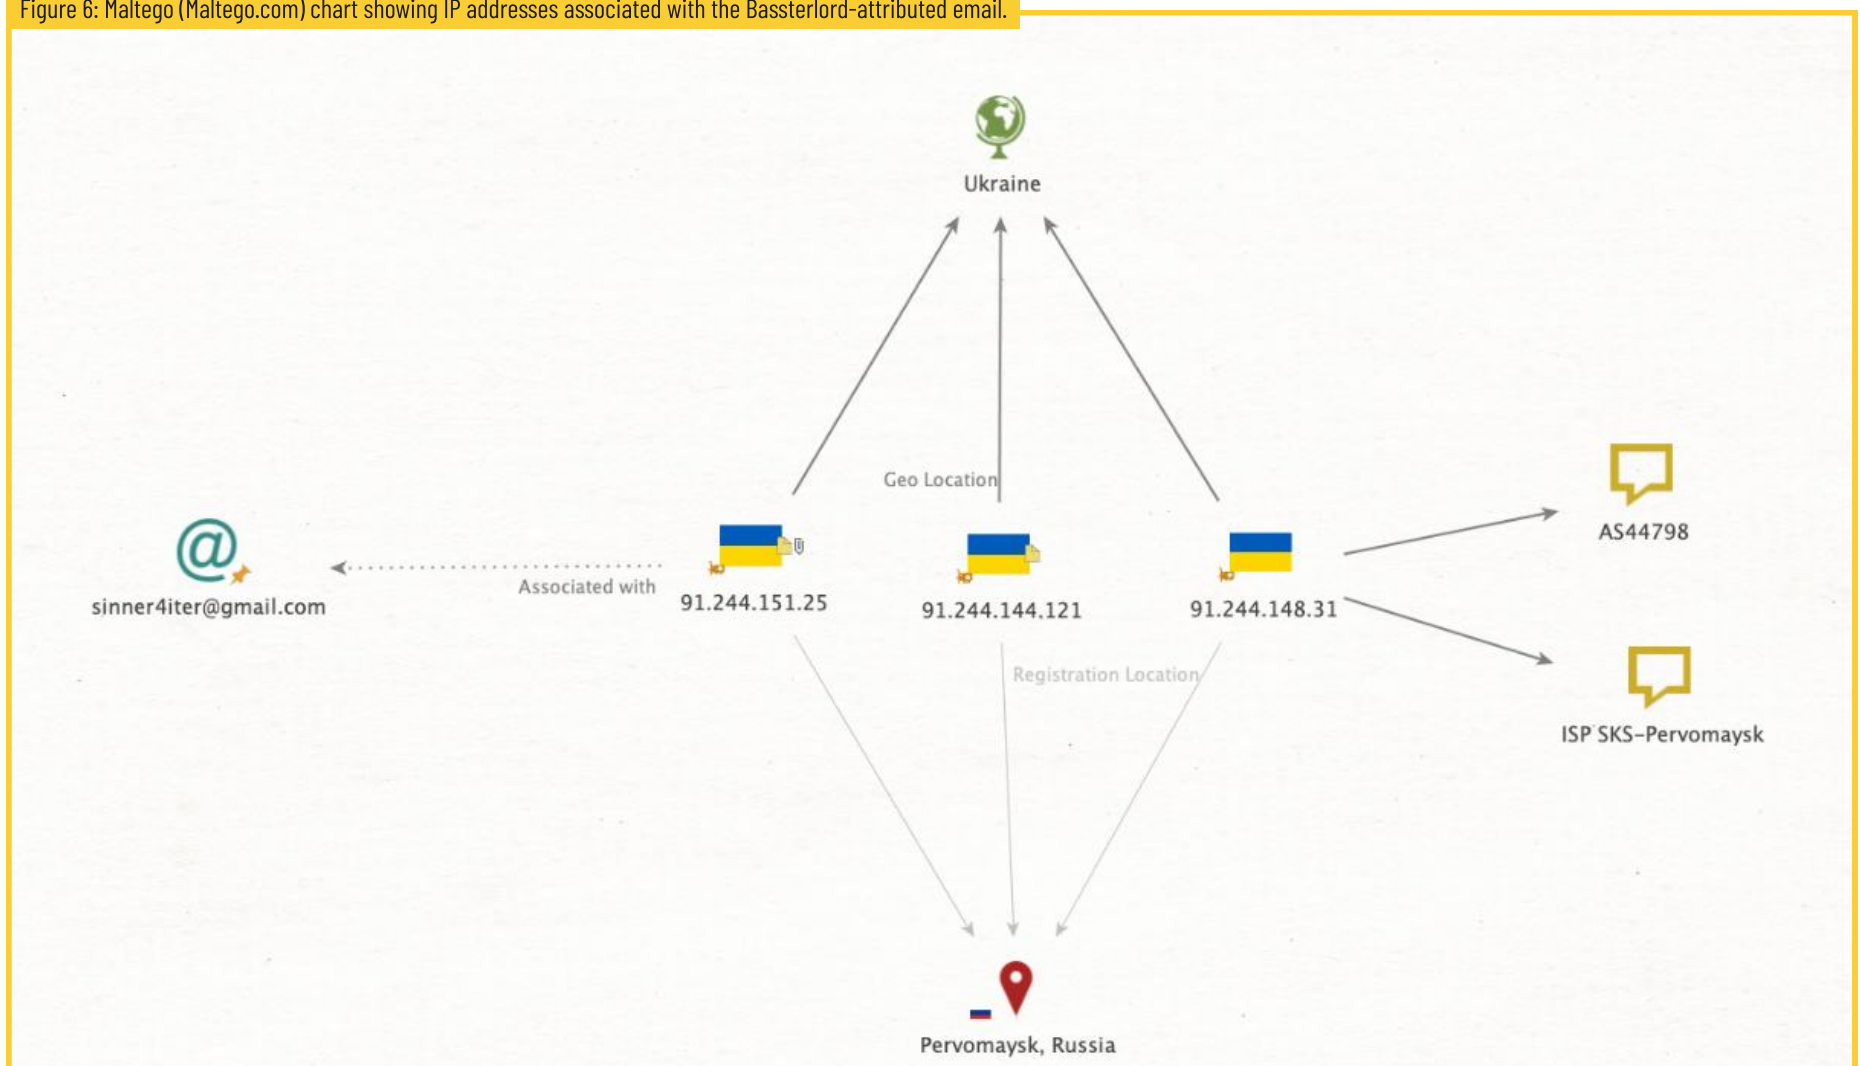 Figure 6: Maltego (Maltego.com) chart showing IP addresses associated with the Bassterlord-attributed email.
Ukraine
Geo Location
AS44798
@
sinner4iter@gmail.com
Associated with
91.244.151.25
91.244.144.121
91.244.148.31
Registration Location
ISP SKS-Pervomaysk
Pervomaysk, Russia